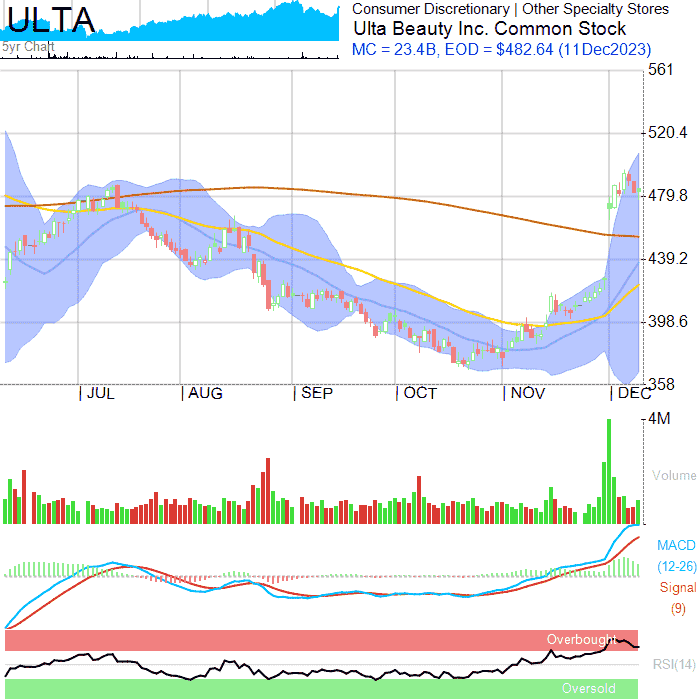 ULTA
5yr Chart
Consumer Discretionary | Other Specialty Stores
Ulta Beauty Inc. Common Stock
MC = 23.4B, EOD = $482.64 (11Dec2023)
561
520.4
479.8
439.2
398.6
358
JUL AUG SEP OCT NOV DEC
4M
Volume
MACD
(12-26)
Signal
(9)
Overbought
RSI(14)
Oversold